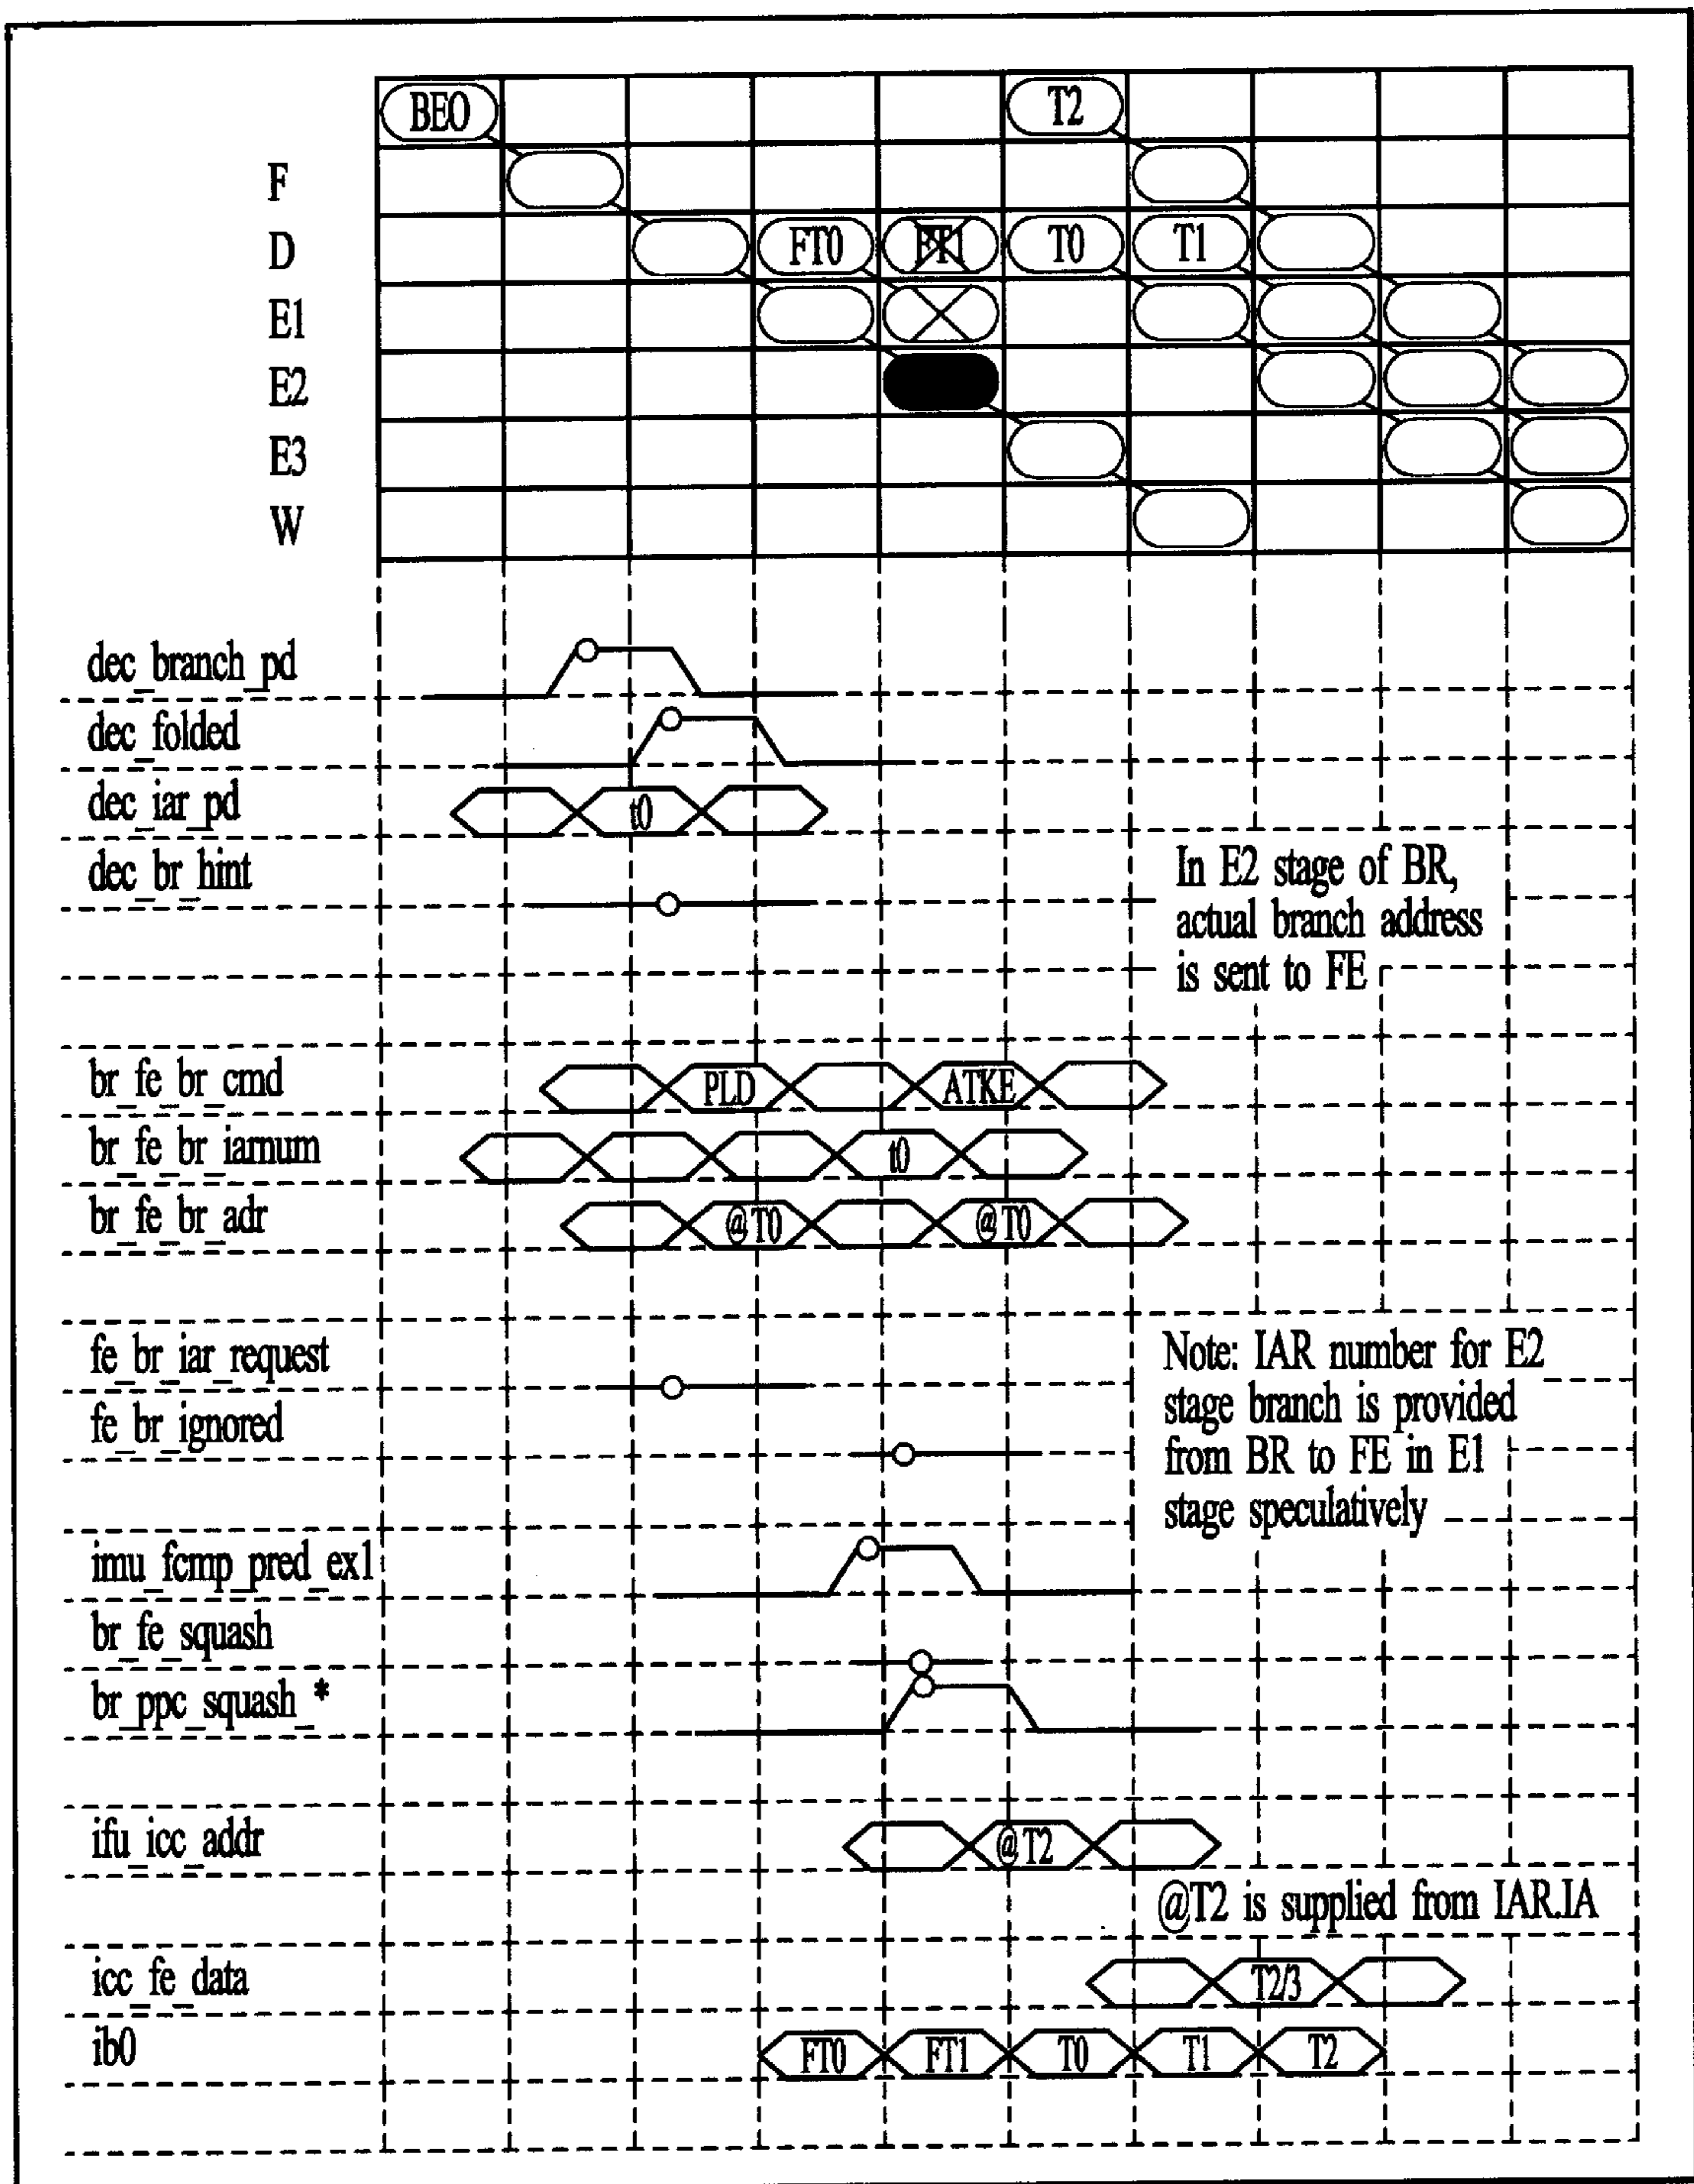 BEO T2
F
D FT0 FT1 T0 T1
E1
E2
E3
W
dec_branch_pd
dec_folded
dec_iar_pd t0
dec_br_hint
In E2 stage of BR,
actual branch address
is sent to FE
br_fe_br_cmd PLD ATKE
br_fe_br_iarnum t0
br_fe_br_adr @T0 @T0
fe_br_iar_request
fe_br_ignored
Note: IAR number for E2
stage branch is provided
from BR to FE in E1
stage speculatively
imu_fcmp_pred_ex1
br_fe_squash
br_ppc_squash_*
ifu_icc_addr @T2
@T2 is supplied from IAR.IA
icc_fe_data T2/3
ib0 FT0 FT1 T0 T1 T2